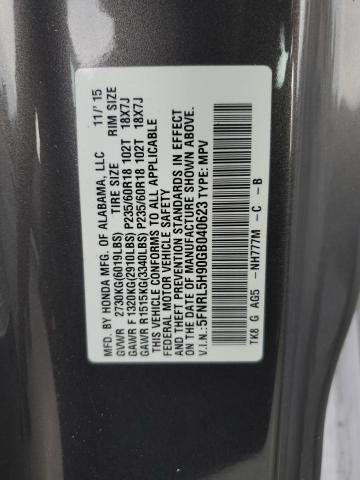 MFD. BY HONDA MFG. OF ALABAMA, LLC 11/'15
GVWR 2730KG(6019LBS) TIRE SIZE RIM SIZE
GAWR F 1320KG(2910LBS) P235/60R18 102T 18X7J
GAWR R1515KG(3340LBS) P235/60R18 102T 18X7J
THIS VEHICLE CONFORMS TO ALL APPLICABLE
FEDERAL MOTOR VEHICLE SAFETY
AND THEFT PREVENTION STANDARDS IN EFFECT
ON THE DATE OF MANUFACTURE SHOWN ABOVE.
V.I.N.:5FNRL5H90GB040623 TYPE: MPV
TK8 G AG5 -NH777M -C -B